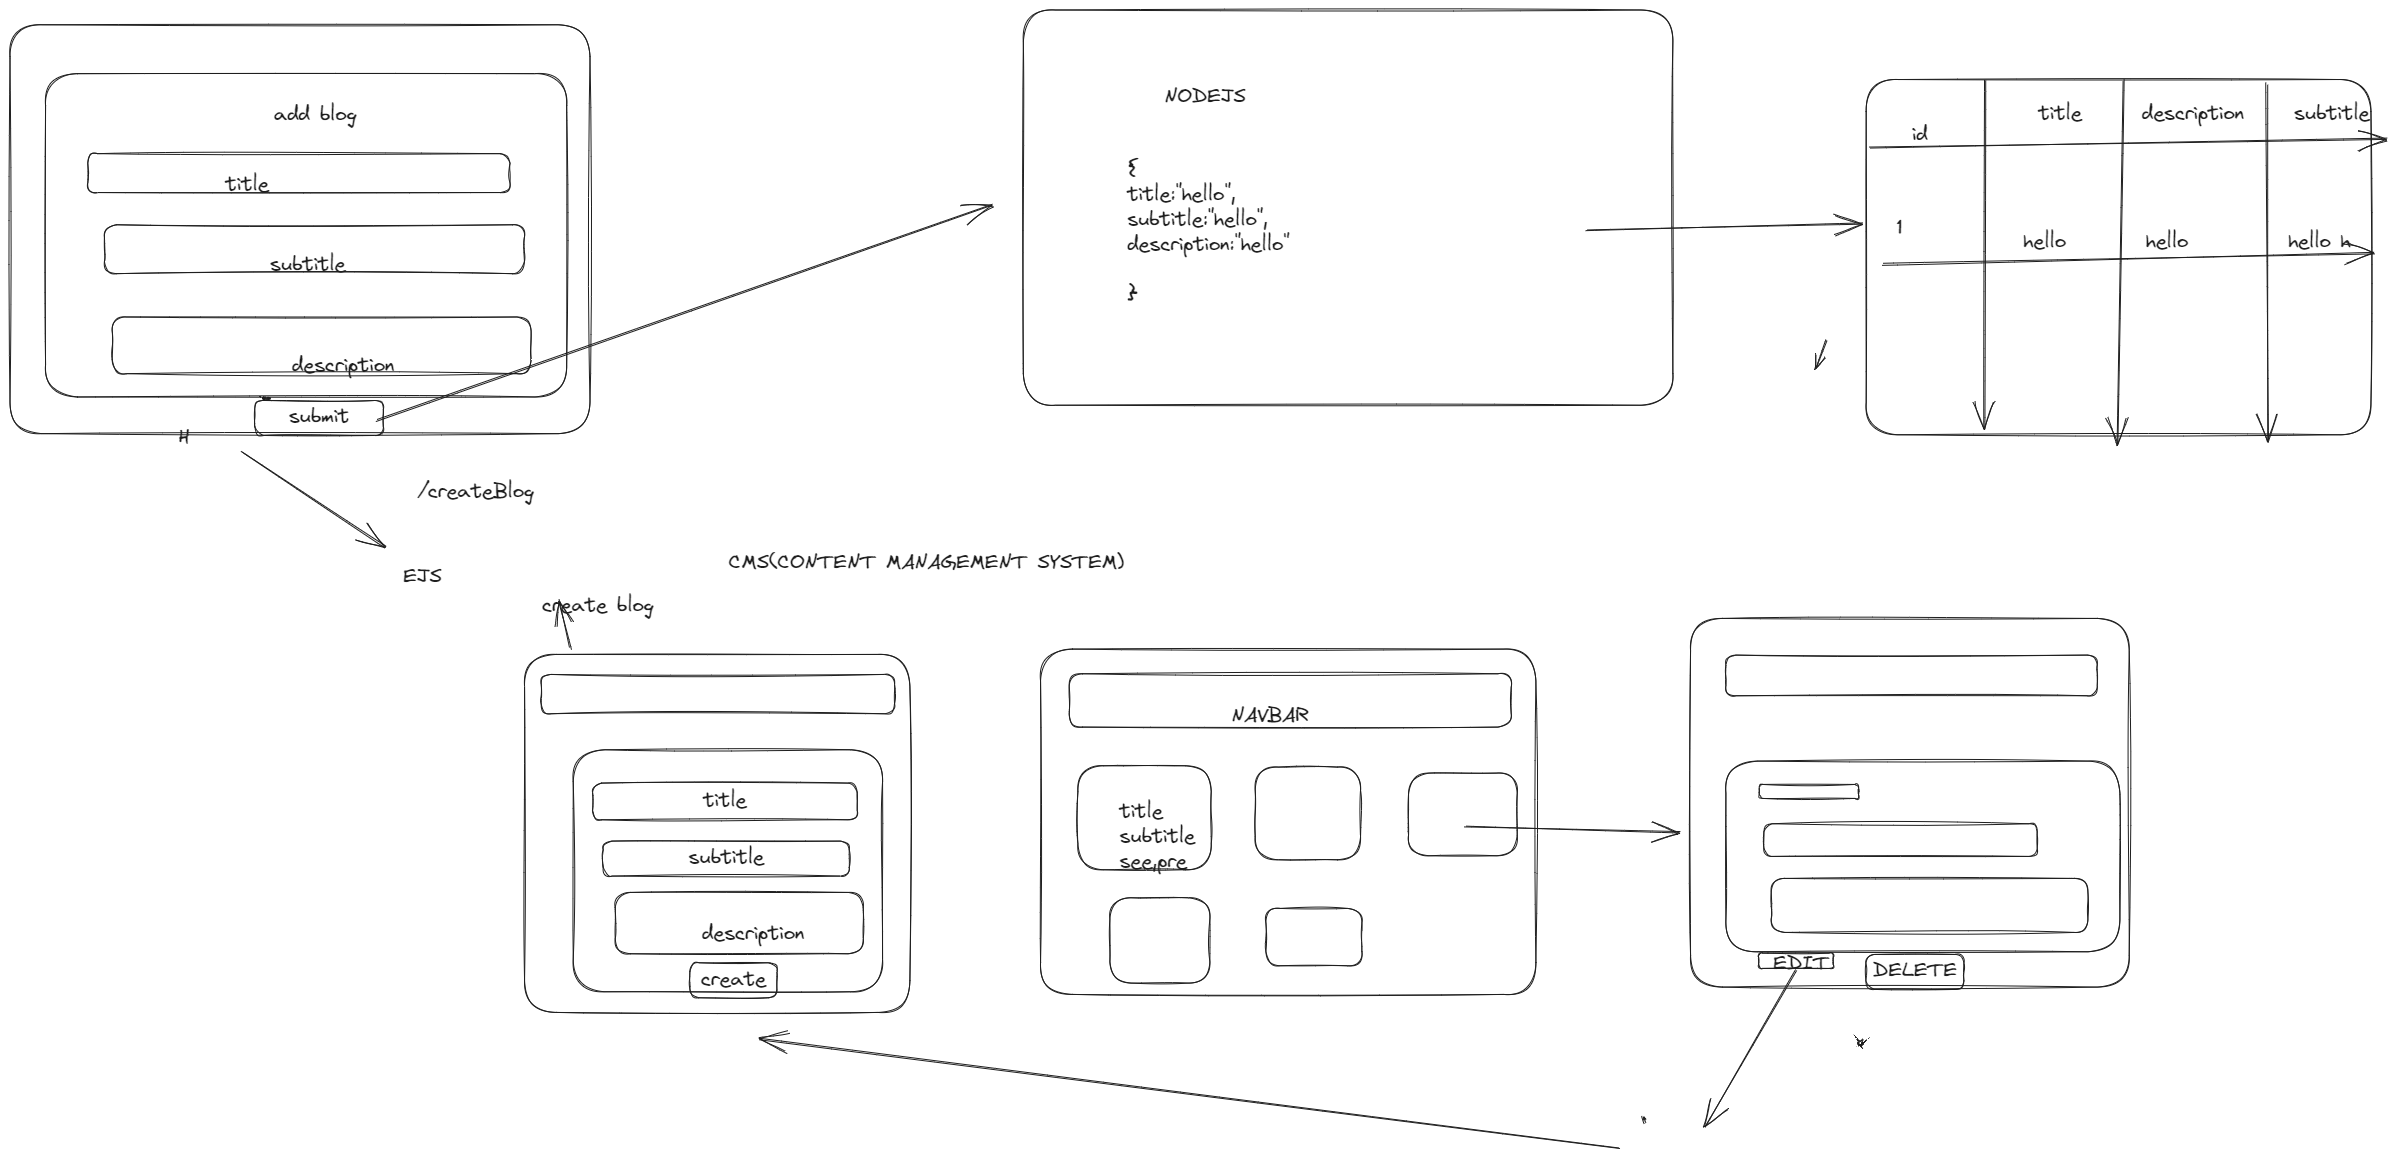 add blog
title
subtitle
description
submit
H
/createBlog
EJS
NODEJS
{
title:"hello",
subtitle:"hello",
description:"hello"
}
id
title
description
subtitle
1
hello
hello
hello h
CMS(CONTENT MANAGEMENT SYSTEM)
create blog
title
subtitle
description
create
NAVBAR
title
subtitle
see,pre
EDIT
DELETE